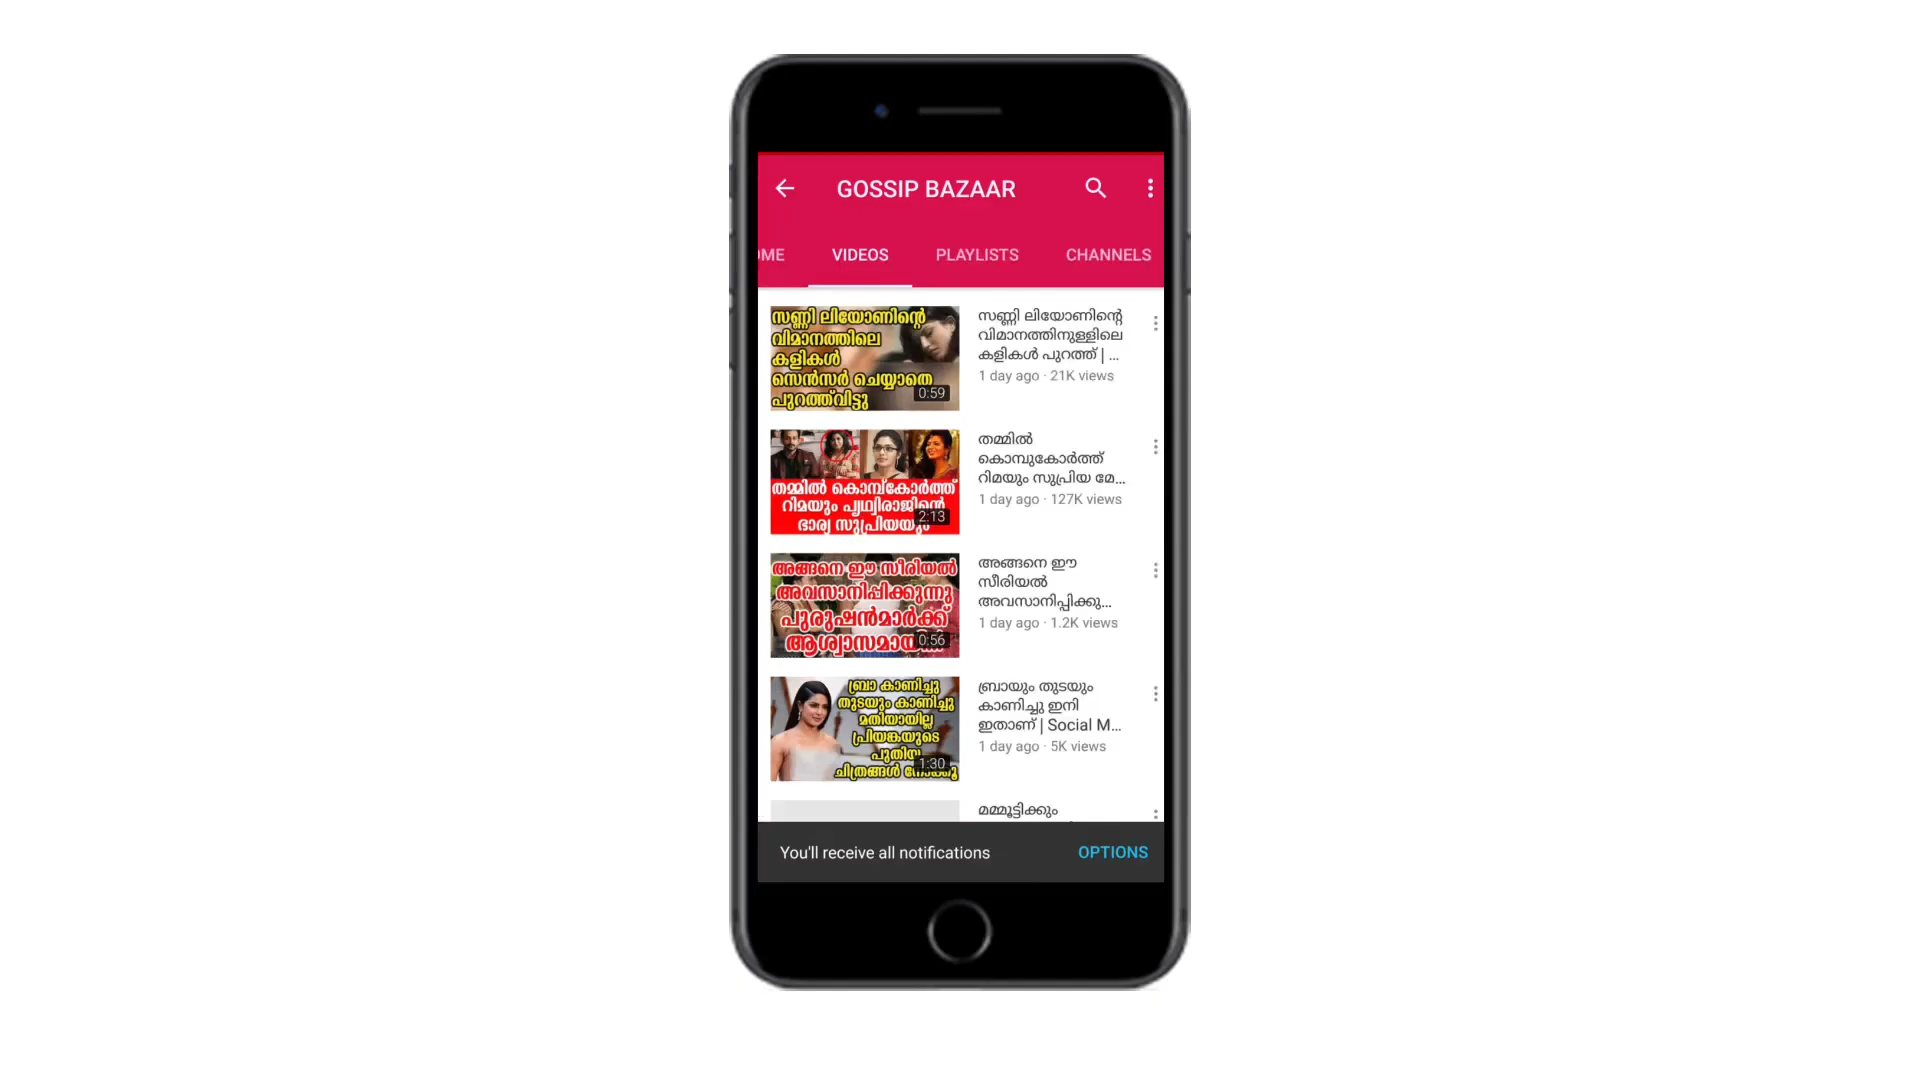 GOSSIP BAZAAR
OME VIDEOS PLAYLISTS CHANNELS
സണ്ണി ലിയോണിന്റെ
വിമാനത്തിലെ
കളികൾ
സെൻസർ ചെയ്യാതെ
പുറത്ത്‌വിട്ടു
0:59
സണ്ണി ലിയോണിന്റെ
വിമാനത്തിനുള്ളിലെ
കളികൾ പുറത്ത് | ...
1 day ago · 21K views
തമ്മിൽ കൊമ്പ്കോർത്ത്
റിമയും പൃഥ്വിരാജിന്റെ
ഭാര്യ സുപ്രിയയും
2:13
തമ്മിൽ
കൊമ്പുകോർത്ത്
റിമയും സുപ്രിയ മേ...
1 day ago · 127K views
അങ്ങനെ ഈ സീരിയൽ
അവസാനിപ്പിക്കുന്നു
പുരുഷൻമാർക്ക്
0:56
അങ്ങനെ ഈ
സീരിയൽ
അവസാനിപ്പിക്കു...
1 day ago · 1.2K views
ബ്രാ കാണിച്ചു
തുടയും കാണിച്ചു
മതിയായില്ല
പ്രിയങ്കയുടെ
പുതിയ
ചിത്രങ്ങൾ നോക്കൂ
1:30
ബ്രായും തുടയും
കാണിച്ചു ഇനി
ഇതാണ് | Social M...
1 day ago · 5K views
മമ്മൂട്ടിക്കും
You'll receive all notifications OPTIONS